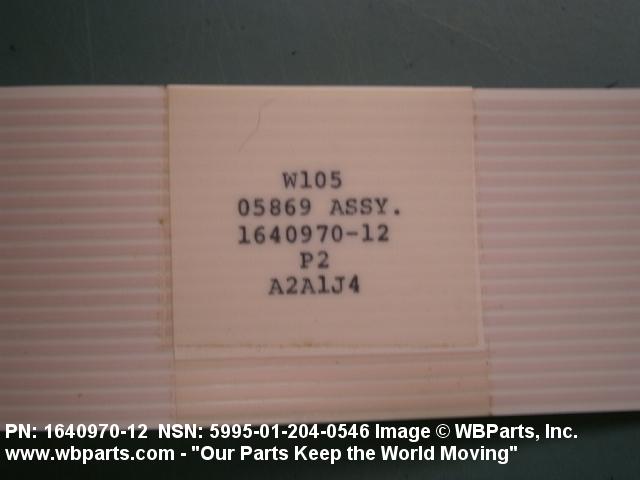 W105
05869 ASSY.
1640970-12
P2
A2A1J4
PN: 1640970-12 NSN: 5995-01-204-0546 Image © WBParts, Inc.
www.wbparts.com - "Our Parts Keep the World Moving"